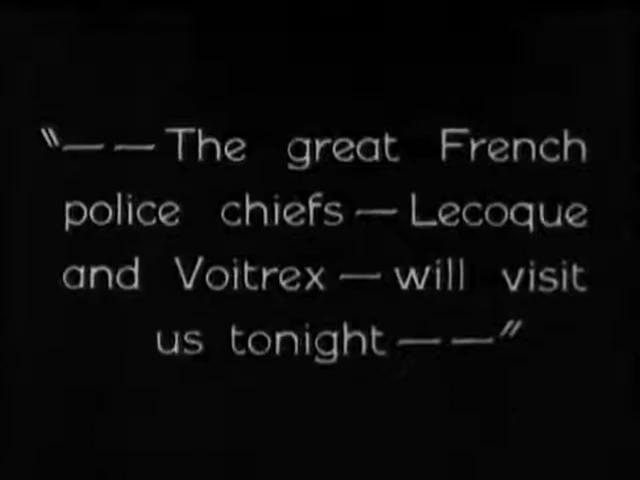 "— — The great French
police chiefs — Lecoque
and Voitrex — will visit
us tonight — —"